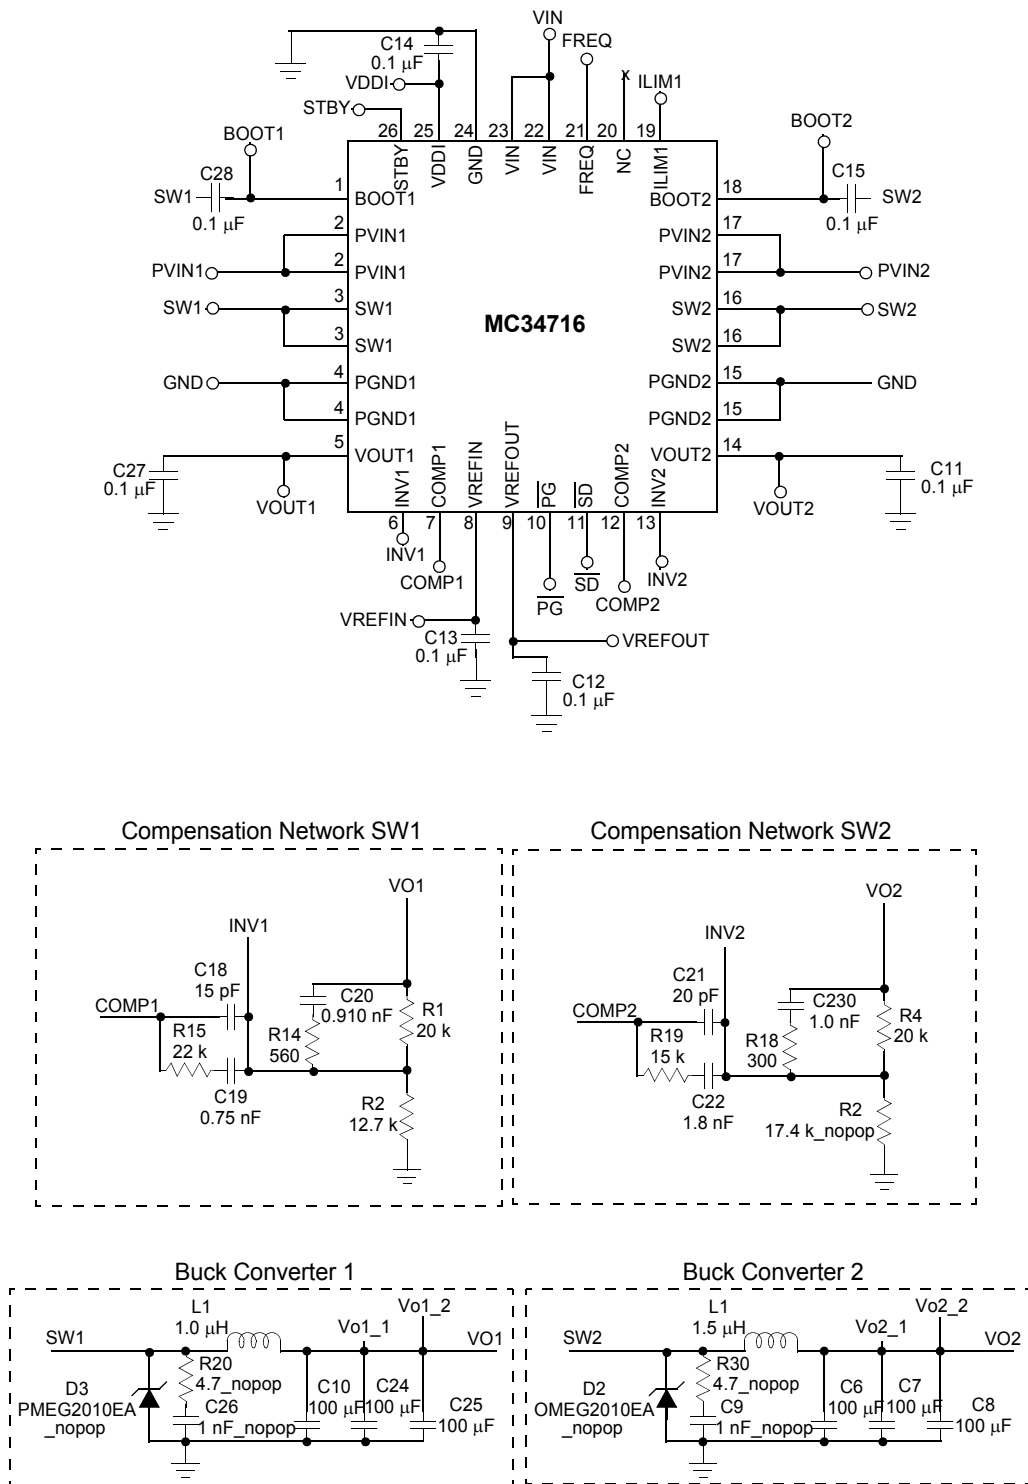 VIN
FREQ
C14
0.1 μF
VDDI
ILIM1
STBY
BOOT1
BOOT2
26 25 24 23 22 21 20 19
STBY VDDI GND VIN VIN FREQ NC ILIM1
x
C28
SW1
0.1 μF
1 BOOT1
BOOT2 18
C15
SW2
0.1 μF
2 PVIN1
PVIN2 17
PVIN1 2 PVIN1
PVIN2 17 PVIN2
SW1 3 SW1
SW2 16 SW2
MC34716
3 SW1
SW2 16
GND 4 PGND1
PGND2 15 GND
4 PGND1
PGND2 15
5 VOUT1
VOUT2 14
C27
0.1 μF
VOUT1
C11
0.1 μF
VOUT2
INV1 COMP1 VREFIN VREFOUT PG SD COMP2 INV2
6 7 8 9 10 11 12 13
INV1
COMP1
PG
SD
COMP2
INV2
VREFIN
C13
0.1 μF
VREFOUT
C12
0.1 μF
Compensation Network SW1
VO1
INV1
C18
15 pF
COMP1
C20
0.910 nF
R1
20 k
R15
22 k
R14
560
C19
0.75 nF
R2
12.7 k
Compensation Network SW2
VO2
INV2
C21
20 pF
COMP2
C230
1.0 nF
R4
20 k
R19
15 k
R18
300
C22
1.8 nF
R2
17.4 k_nopop
Buck Converter 1
L1
1.0 μH
Vo1_2
SW1
Vo1_1
VO1
R20
4.7_nopop
D3
PMEG2010EA
_nopop
C26
1 nF_nopop
C10
100 μF
C24
100 μF
C25
100 μF
Buck Converter 2
L1
1.5 μH
Vo2_2
SW2
Vo2_1
VO2
R30
4.7_nopop
D2
OMEG2010EA
_nopop
C9
1 nF_nopop
C6
100 μF
C7
100 μF
C8
100 μF